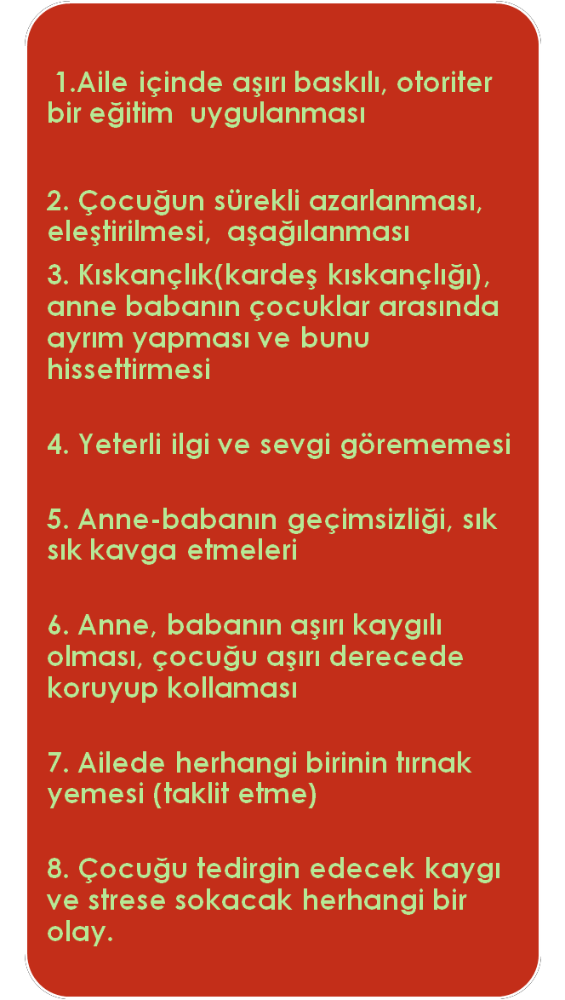 1.Aile içinde aşırı baskılı, otoriter
bir eğitim uygulanması
2. Çocuğun sürekli azarlanması,
eleştirilmesi, aşağılanması
3. Kıskançlık(kardeş kıskançlığı),
anne babanın çocuklar arasında
ayrım yapması ve bunu
hissettirmesi
4. Yeterli ilgi ve sevgi görememesi
5. Anne-babanın geçimsizliği, sık
sık kavga etmeleri
6. Anne, babanın aşırı kaygılı
olması, çocuğu aşırı derecede
koruyup kollaması
7. Ailede herhangi birinin tırnak
yemesi (taklit etme)
8. Çocuğu tedirgin edecek kaygı
ve strese sokacak herhangi bir
olay.